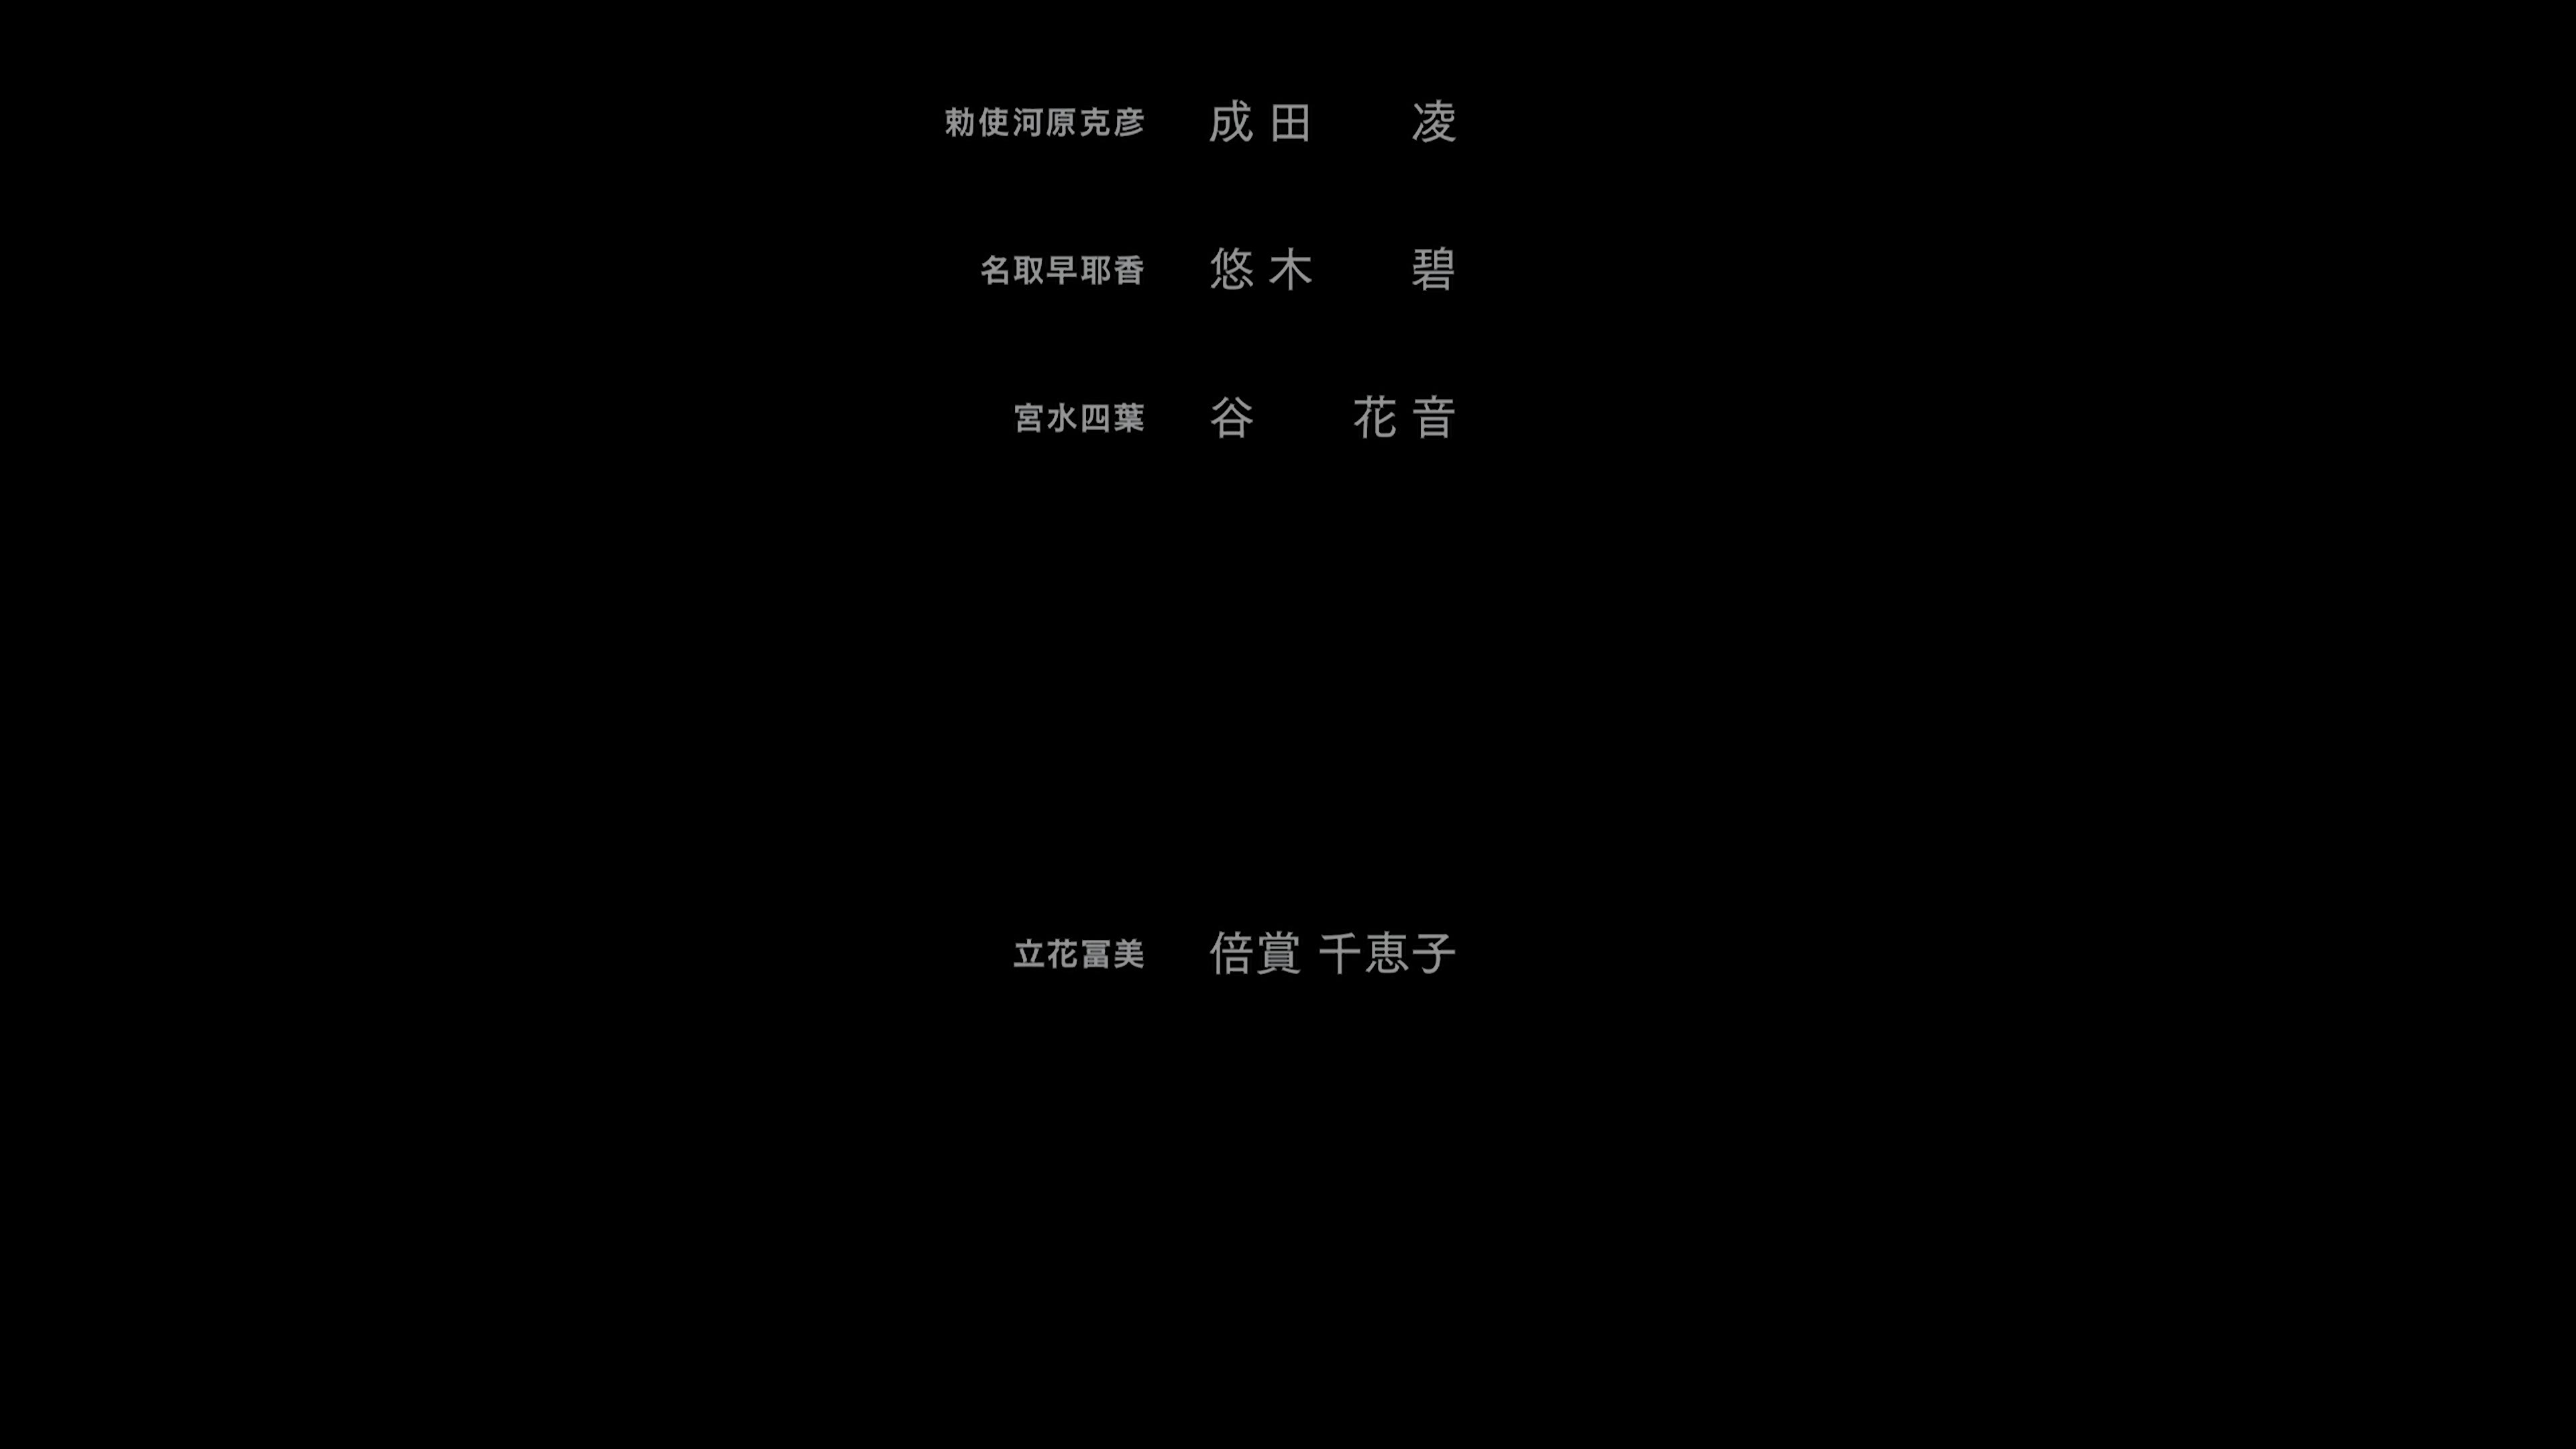 勅使河原克彦 成田 凌
名取早耶香 悠木 碧
宮水四葉 谷 花音
立花冨美 倍賞 千恵子